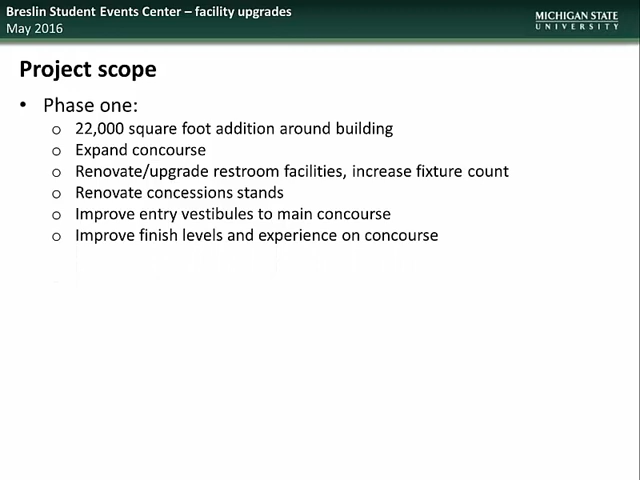 Breslin Student Events Center – facility upgrades
May 2016
MICHIGAN STATE
UNIVERSITY
Project scope
• Phase one:
o 22,000 square foot addition around building
o Expand concourse
o Renovate/upgrade restroom facilities, increase fixture count
o Renovate concessions stands
o Improve entry vestibules to main concourse
o Improve finish levels and experience on concourse